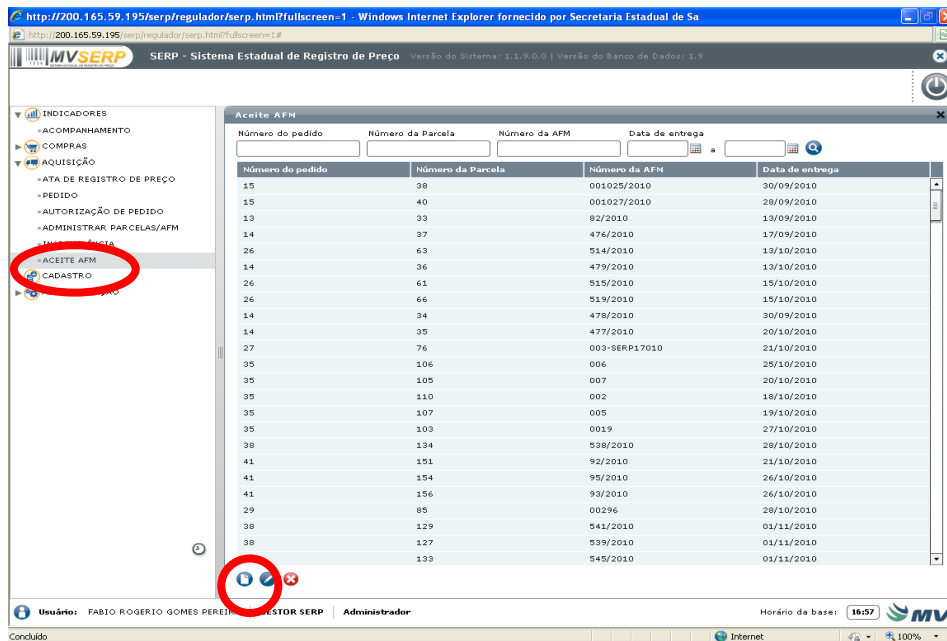 http://200.165.59.195/serp/regulador/serp.html?fullscreen=1 - Windows Internet Explorer fornecido por Secretaria Estadual de Sa
http://200.165.59.195/serp/regulador/serp.html?fullscreen=1#
MVSERP SERP - Sistema Estadual de Registro de Preço Versão do Sistema: 1.1.9.0.0 | Versão do Banco de Dados: 1.9
INDICADORES
ACOMPANHAMENTO
COMPRAS
AQUISIÇÃO
ATA DE REGISTRO DE PREÇO
PEDIDO
AUTORIZAÇÃO DE PEDIDO
ADMINISTRAR PARCELAS/AFM
ACEITE AFM
CADASTRO
Aceite AFM
Número do pedido Número da Parcela Número da AFM Data de entrega
a
Número do pedido Número da Parcela Número da AFM Data de entrega
15 38 001025/2010 30/09/2010
15 40 001027/2010 28/09/2010
13 33 82/2010 13/09/2010
14 37 476/2010 17/09/2010
26 63 514/2010 13/10/2010
14 36 479/2010 13/10/2010
26 61 515/2010 15/10/2010
26 66 519/2010 15/10/2010
14 34 478/2010 30/09/2010
14 35 477/2010 20/10/2010
27 76 003-SERP17010 21/10/2010
35 106 006 25/10/2010
35 105 007 20/10/2010
35 110 002 18/10/2010
35 107 005 19/10/2010
35 103 0019 27/10/2010
38 134 538/2010 28/10/2010
41 151 92/2010 21/10/2010
41 154 95/2010 26/10/2010
41 156 93/2010 26/10/2010
29 85 00296 28/10/2010
38 129 541/2010 01/11/2010
38 127 539/2010 01/11/2010
133 545/2010 01/11/2010
Usuário: FABIO ROGERIO GOMES PEREI GESTOR SERP Administrador Horário da base: 16:57 MV
Concluído Internet 100%